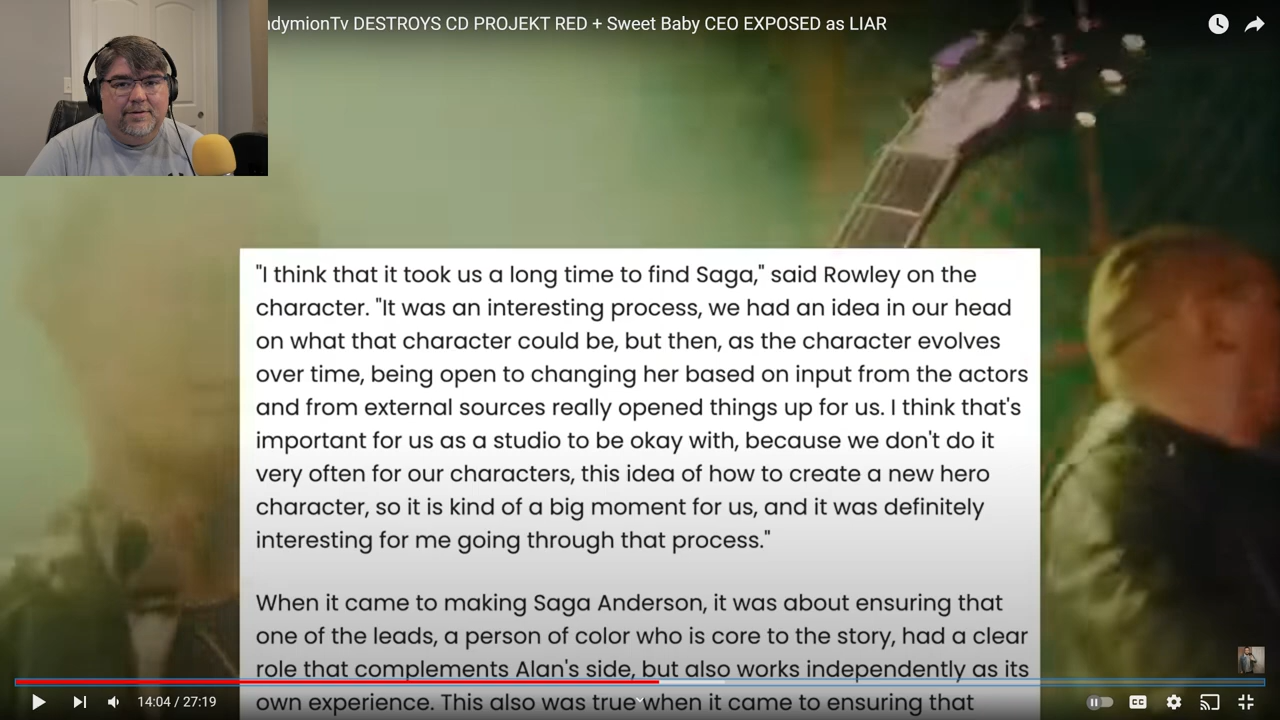 dymionTv DESTROYS CD PROJEKT RED + Sweet Baby CEO EXPOSED as LIAR
"I think that it took us a long time to find Saga," said Rowley on the
character. "It was an interesting process, we had an idea in our head
on what that character could be, but then, as the character evolves
over time, being open to changing her based on input from the actors
and from external sources really opened things up for us. I think that's
important for us as a studio to be okay with, because we don't do it
very often for our characters, this idea of how to create a new hero
character, so it is kind of a big moment for us, and it was definitely
interesting for me going through that process."
When it came to making Saga Anderson, it was about ensuring that
one of the leads, a person of color who is core to the story, had a clear
role that complements Alan's side, but also works independently as its
own experience. This also was true when it came to ensuring that
14:04 / 27:19
CC